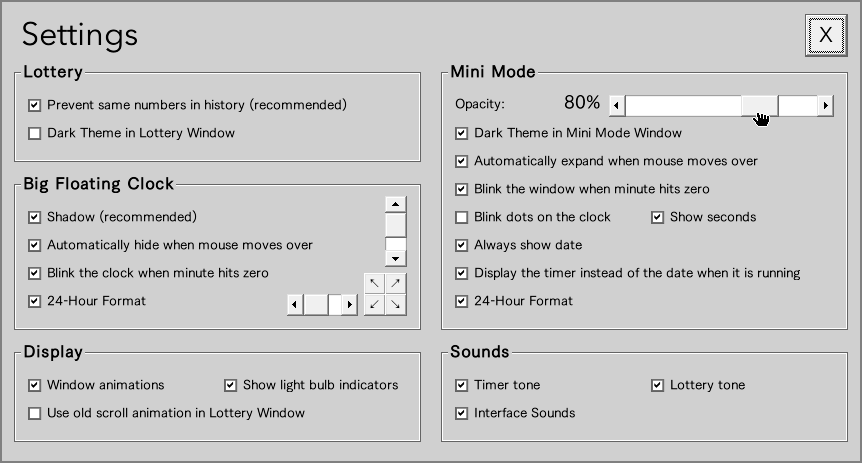 Settings
X
Lottery
Prevent same numbers in history (recommended)
Dark Theme in Lottery Window
Big Floating Clock
Shadow (recommended)
Automatically hide when mouse moves over
Blink the clock when minute hits zero
24-Hour Format
Display
Window animations
Show light bulb indicators
Use old scroll animation in Lottery Window
Mini Mode
Opacity: 80%
Dark Theme in Mini Mode Window
Automatically expand when mouse moves over
Blink the window when minute hits zero
Blink dots on the clock
Show seconds
Always show date
Display the timer instead of the date when it is running
24-Hour Format
Sounds
Timer tone
Lottery tone
Interface Sounds